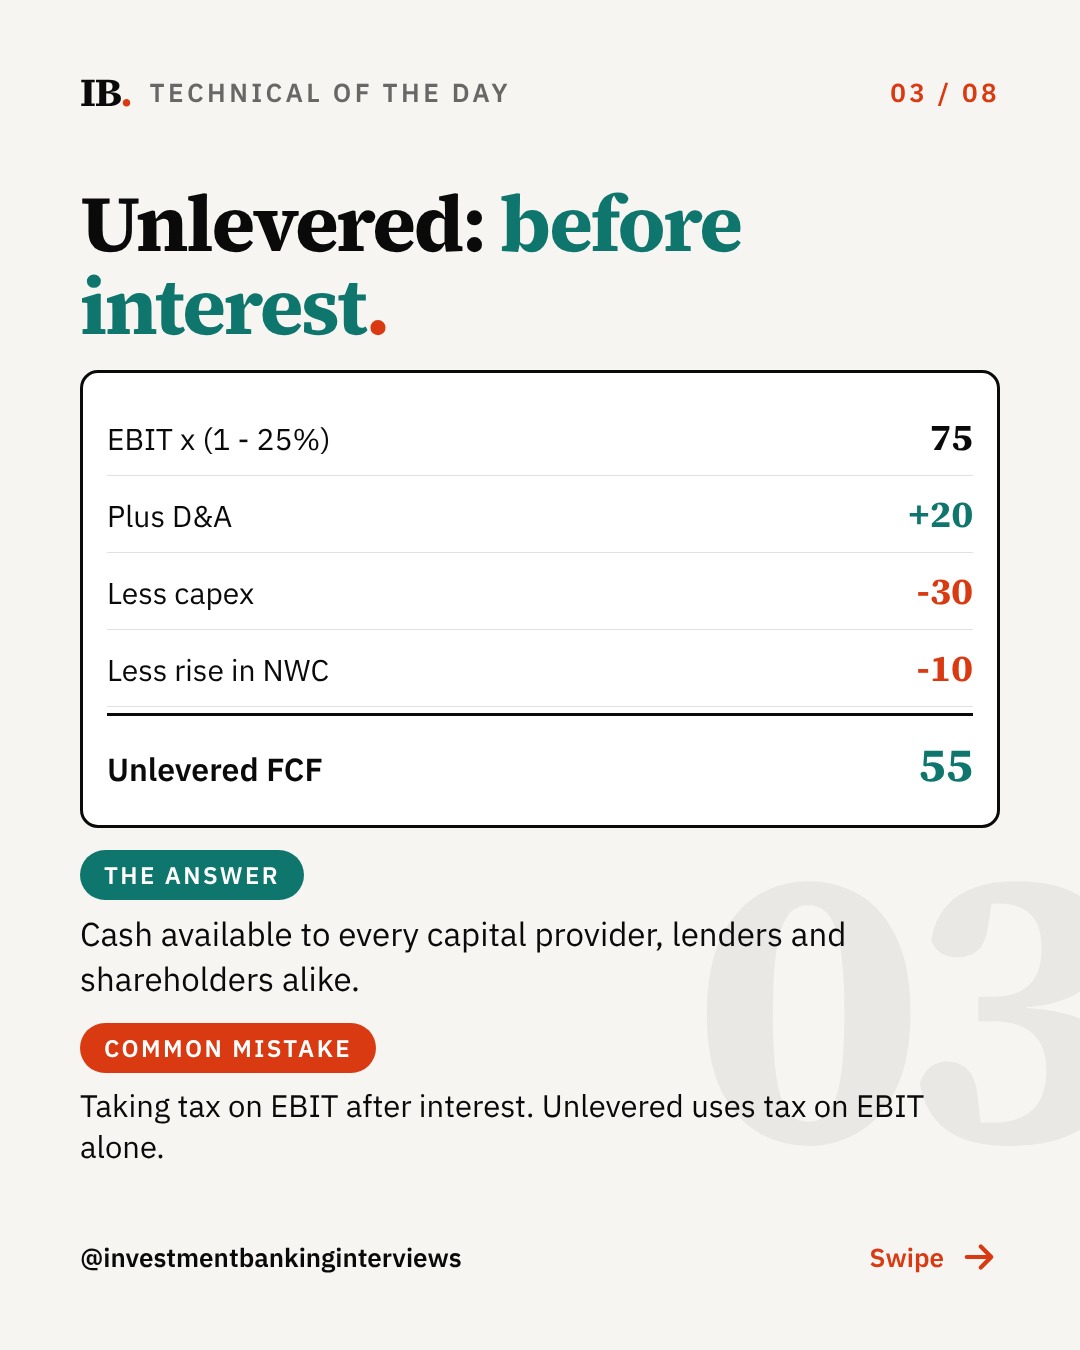 IB. TECHNICAL OF THE DAY 03 / 08
Unlevered: before
interest.
EBIT x (1 - 25%) 75
Plus D&A +20
Less capex -30
Less rise in NWC -10
Unlevered FCF 55
THE ANSWER
Cash available to every capital provider, lenders and
shareholders alike.
03
COMMON MISTAKE
Taking tax on EBIT after interest. Unlevered uses tax on EBIT
alone.
@investmentbankinginterviews Swipe →